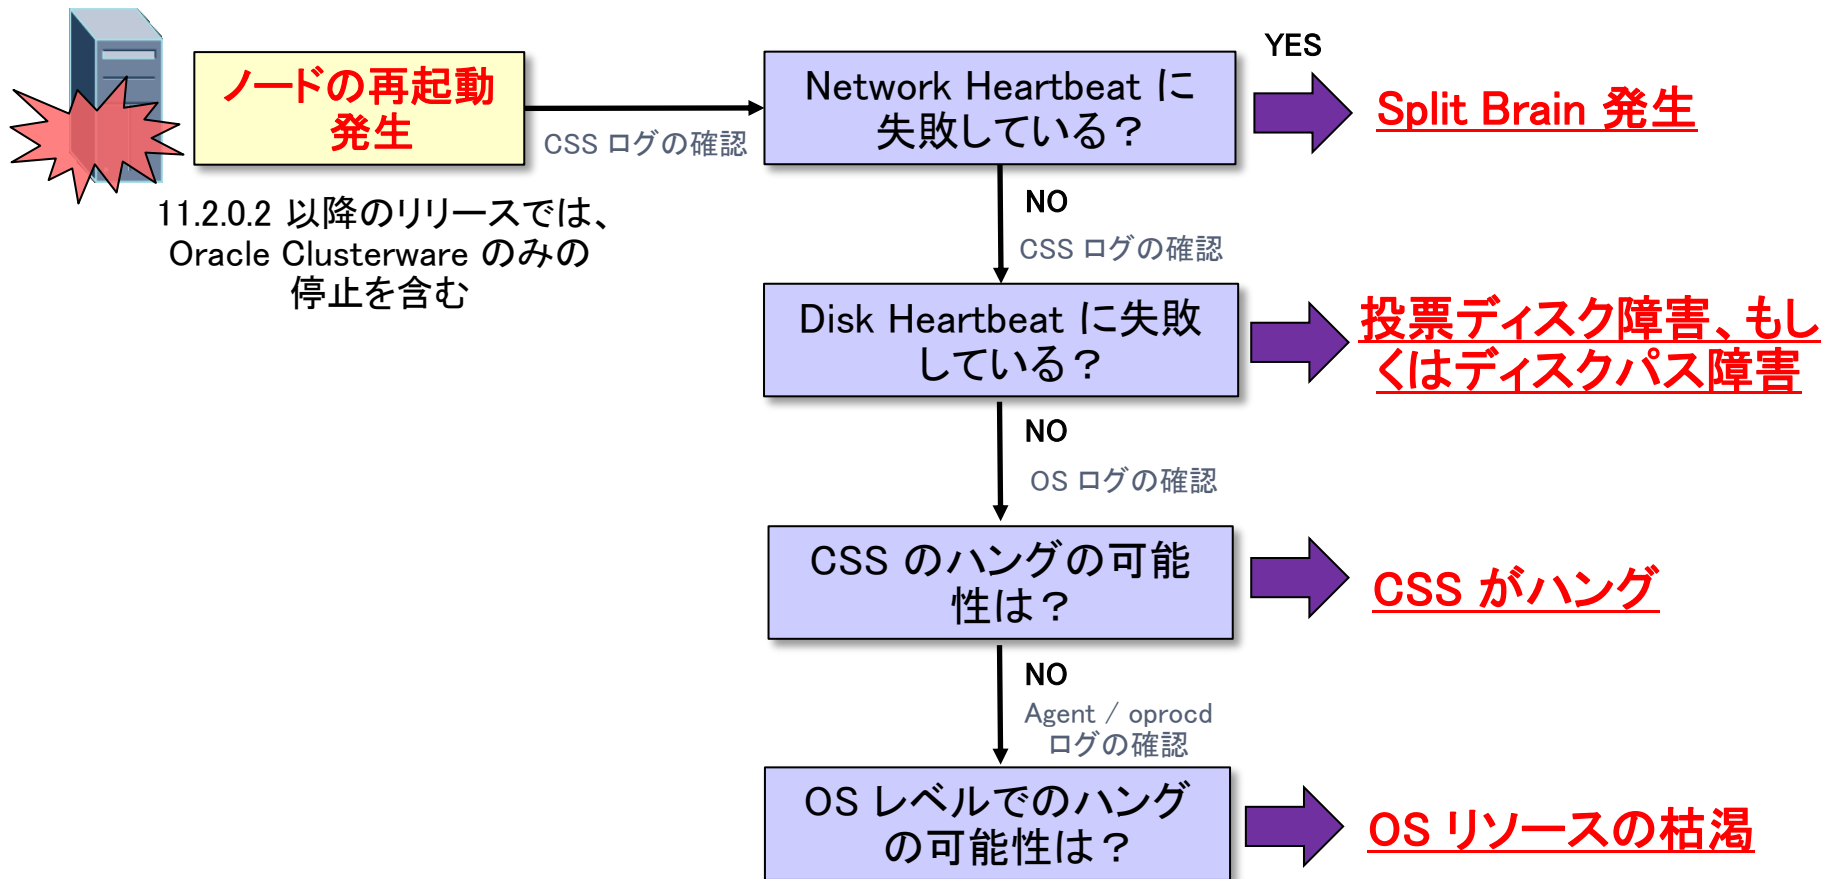 ノードの再起動
発生
CSS ログの確認
11.2.0.2 以降のリリースでは、
Oracle Clusterware のみの
停止を含む
Network Heartbeat に
失敗している？
YES
Split Brain 発生
NO
CSS ログの確認
Disk Heartbeat に失敗
している？
投票ディスク障害、もし
くはディスクパス障害
NO
OS ログの確認
CSS のハングの可能
性は？
CSS がハング
NO
Agent / oprocd
ログの確認
OS レベルでのハング
の可能性は？
OS リソースの枯渇